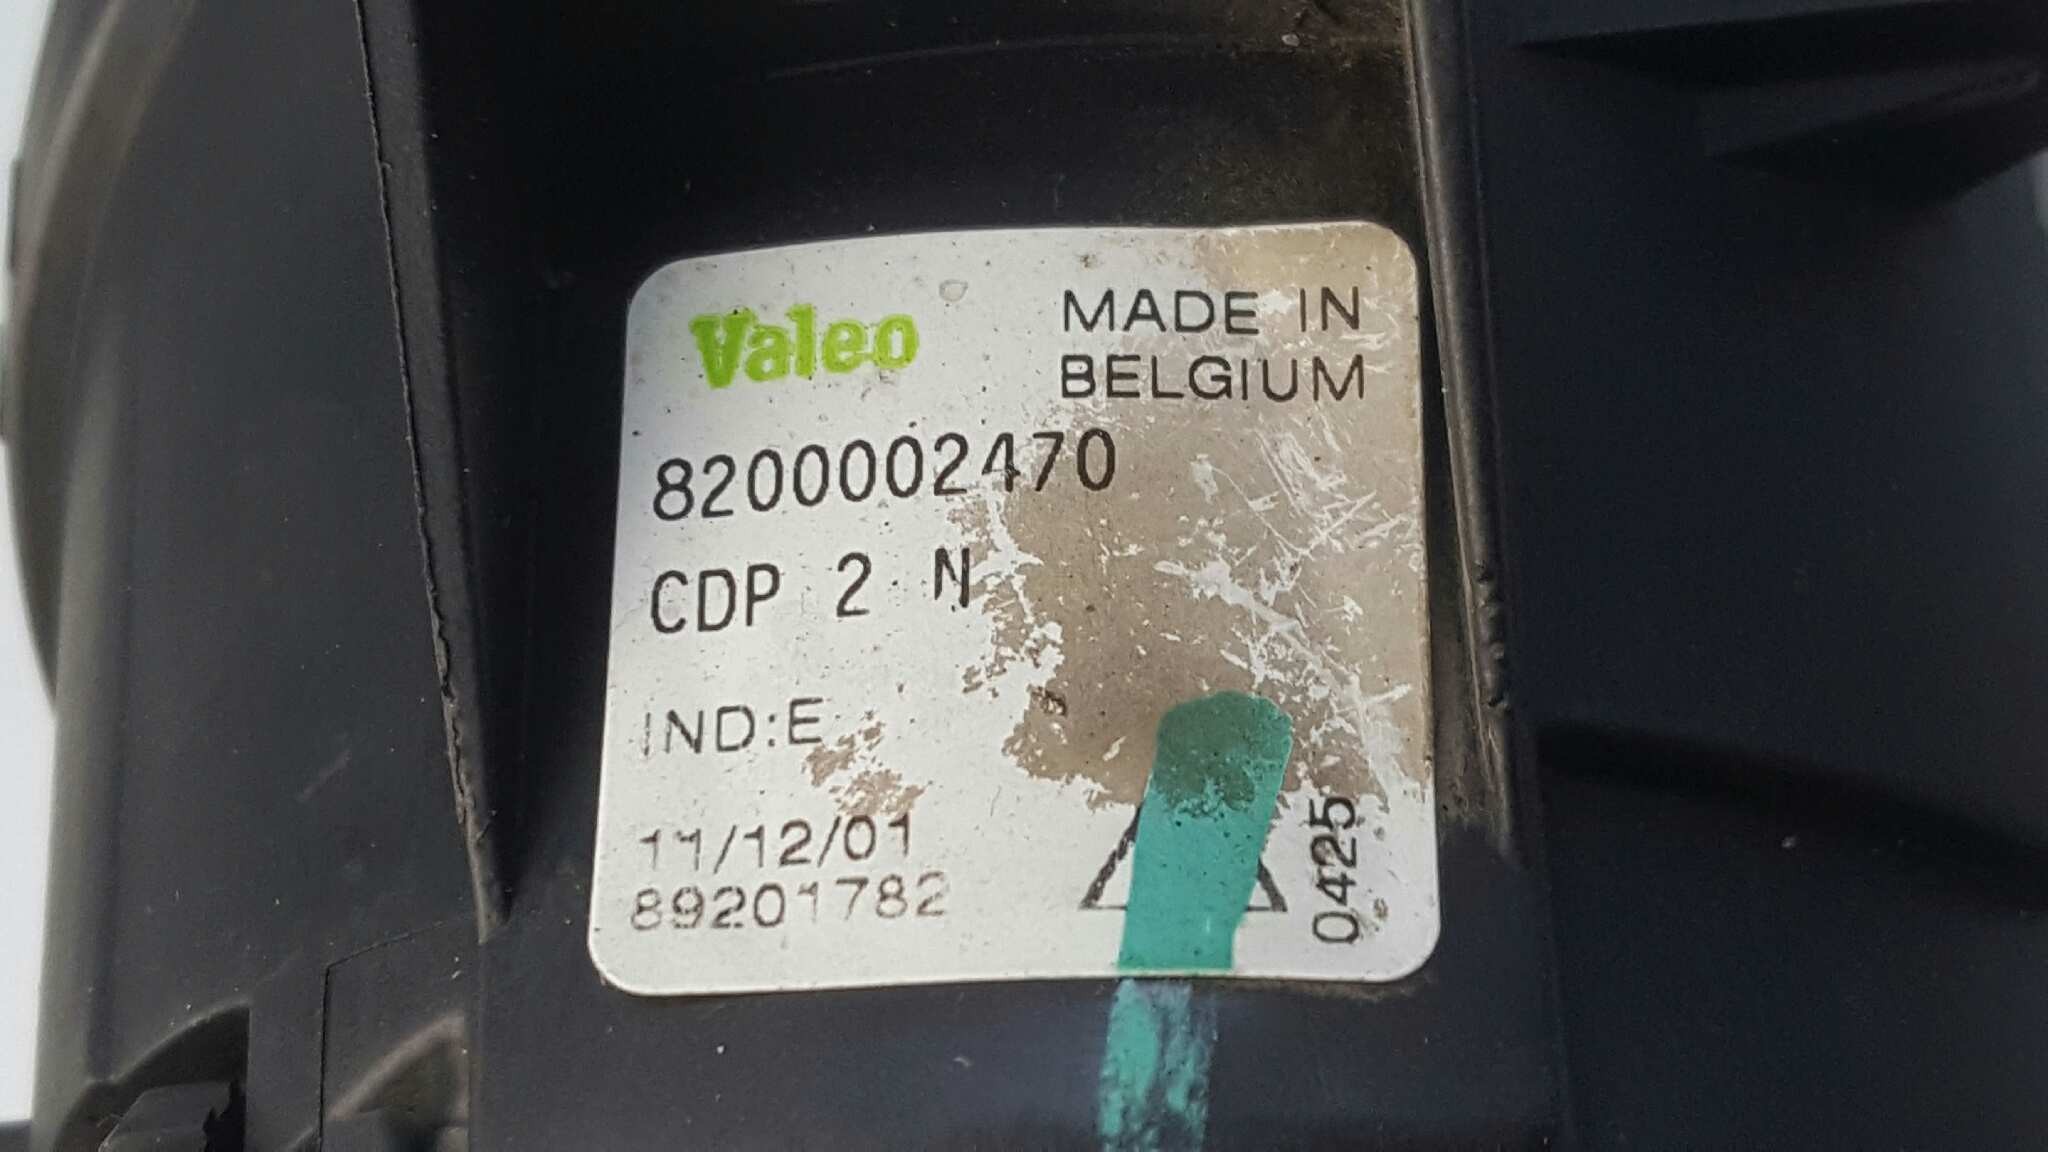 Valeo
MADE IN
BELGIUM
8200002470
CDP 2 N
IND:E
11/12/01
89201782
0425